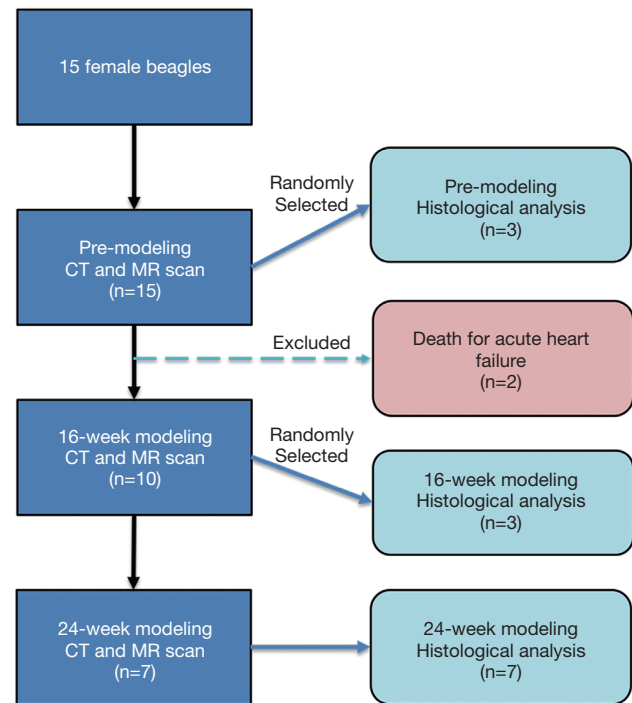 15 female beagles
Randomly
Selected
Pre-modeling
Histological analysis
(n=3)
Pre-modeling
CT and MR scan
(n=15)
Excluded
Death for acute heart
failure
(n=2)
16-week modeling
CT and MR scan
(n=10)
Randomly
Selected
16-week modeling
Histological analysis
(n=3)
24-week modeling
CT and MR scan
(n=7)
24-week modeling
Histological analysis
(n=7)